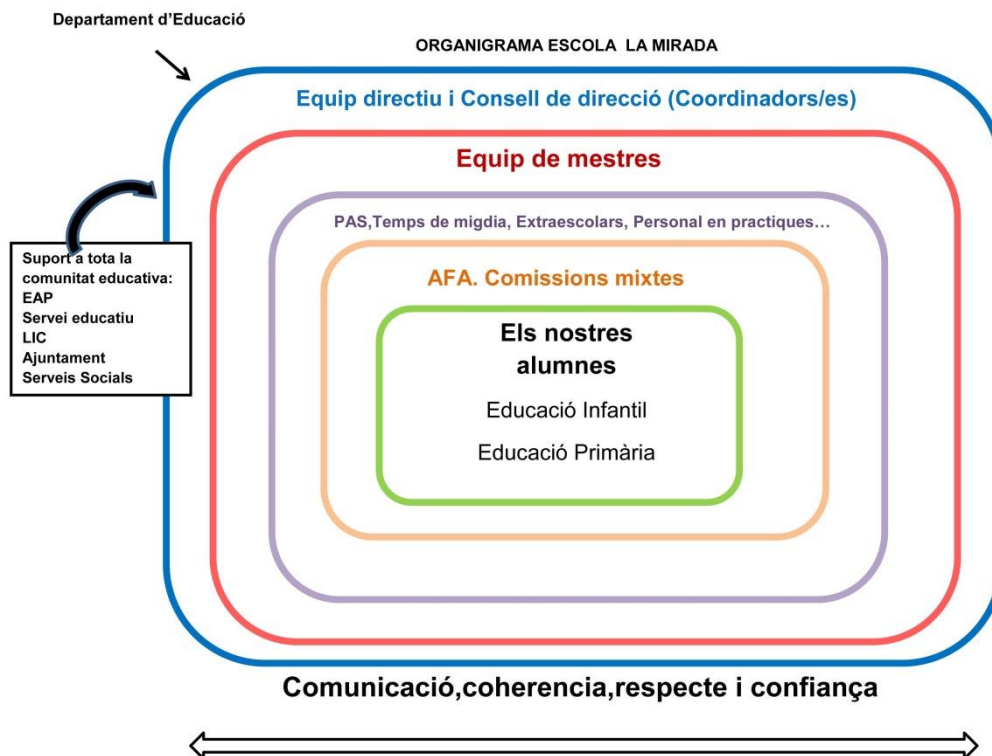 Departament d’Educació
ORGANIGRAMA ESCOLA LA MIRADA
Equip directiu i Consell de direcció (Coordinadors/es)
Equip de mestres
PAS,Temps de migdia, Extraescolars, Personal en practiques…
AFA. Comissions mixtes
Els nostres
alumnes
Educació Infantil
Educació Primària
Suport a tota la
comunitat educativa:
EAP
Servei educatiu
LIC
Ajuntament
Serveis Socials
Comunicació,coherencia,respecte i confiança